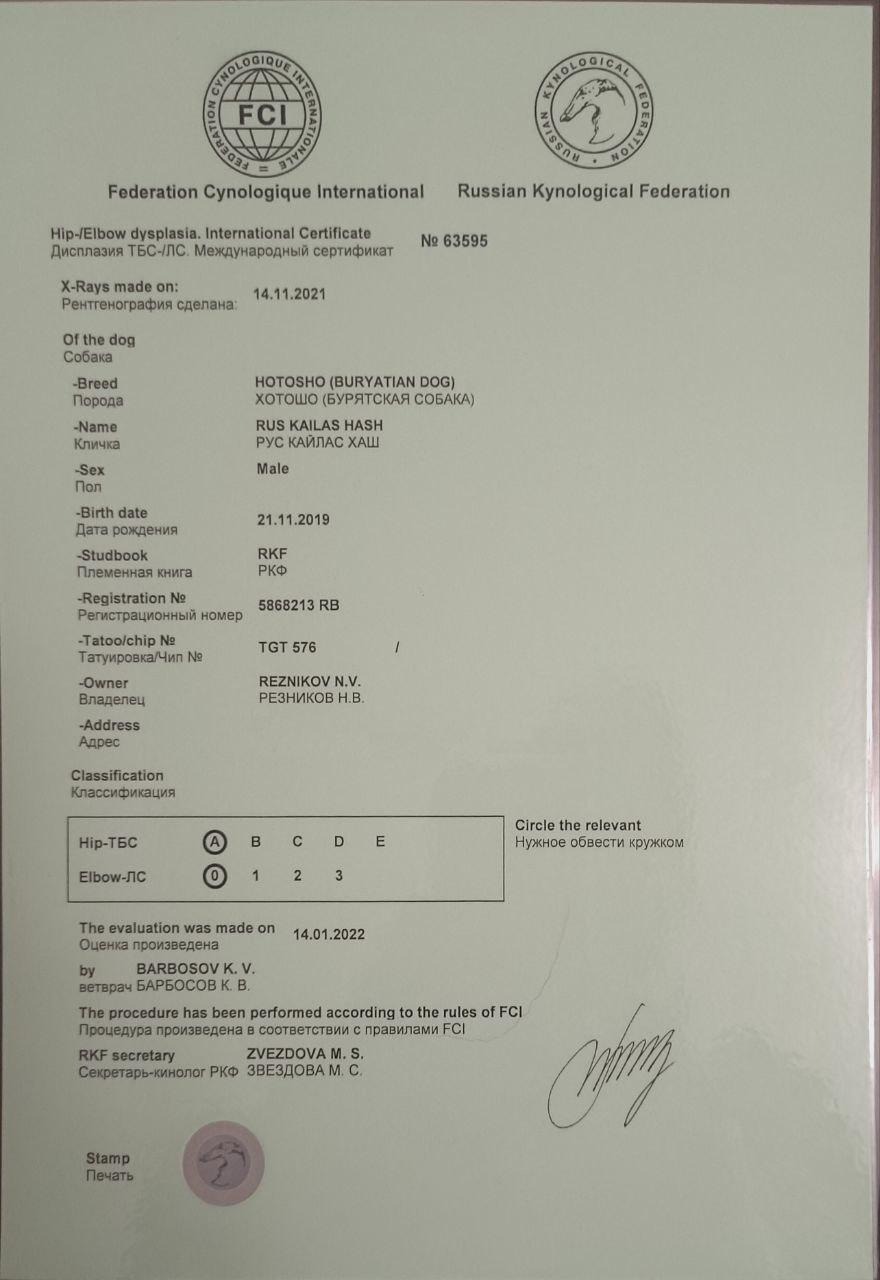 FEDERATION CYNOLOGIQUE INTERNATIONALE
FCI
RUSSIAN KYNOLOGICAL FEDERATION
Federation Cynologique International
Russian Kynological Federation
Hip-/Elbow dysplasia. International Certificate
Дисплазия ТБС-/ЛС. Международный сертификат
№ 63595
X-Rays made on:
Рентгенография сделана:
14.11.2021
Of the dog
Собака
-Breed
Порода
HOTOSHO (BURYATIAN DOG)
ХОТОШО (БУРЯТСКАЯ СОБАКА)
-Name
Кличка
RUS KAILAS HASH
РУС КАЙЛАС ХАШ
-Sex
Пол
Male
-Birth date
Дата рождения
21.11.2019
-Studbook
Племенная книга
RKF
РКФ
-Registration №
Регистрационный номер
5868213 RB
-Tatoo/chip №
Татуировка/Чип №
TGT 576 /
-Owner
Владелец
REZNIKOV N.V.
РЕЗНИКОВ Н.В.
-Address
Адрес
Classification
Классификация
Hip-ТБС A B C D E
Elbow-ЛС 0 1 2 3
Circle the relevant
Нужное обвести кружком
The evaluation was made on
Оценка произведена
14.01.2022
by BARBOSOV K. V.
ветврач БАРБОСОВ К. В.
The procedure has been performed according to the rules of FCI
Процедура произведена в соответствии с правилами FCI
RKF secretary ZVEZDOVA M. S.
Секретарь-кинолог РКФ ЗВЕЗДОВА М. С.
Stamp
Печать